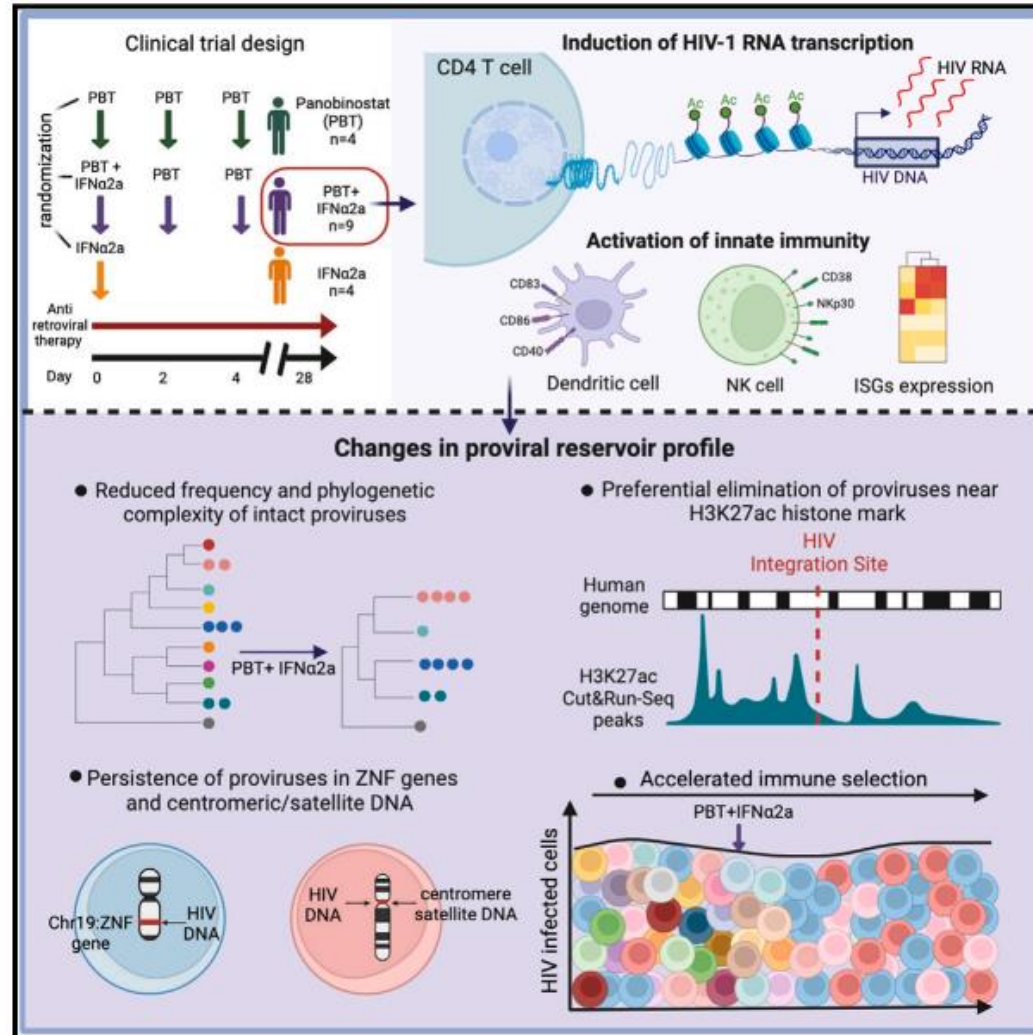 Clinical trial design
randomization
PBT PBT PBT
Panobinostat
(PBT)
n=4
PBT +
IFNα2a
PBT PBT
PBT+
IFNα2a
n=9
IFNα2a
IFNα2a
n=4
Anti
retroviral
therapy
Day 0 2 4 28
Induction of HIV-1 RNA transcription
CD4 T cell
HIV RNA
Ac Ac Ac Ac
HIV DNA
Activation of innate immunity
CD83
CD86
CD40
Dendritic cell
CD38
NKp30
NK cell
ISGs expression
Changes in proviral reservoir profile
● Reduced frequency and phylogenetic
complexity of intact proviruses
PBT+ IFNα2a
● Preferential elimination of proviruses near
H3K27ac histone mark
HIV
Integration Site
Human
genome
H3K27ac
Cut&Run-Seq
peaks
● Persistence of proviruses in ZNF genes
and centromeric/satellite DNA
Chr19:ZNF
gene
HIV
DNA
HIV
DNA
centromere
satellite DNA
● Accelerated immune selection
PBT+IFNα2a
HIV infected cells